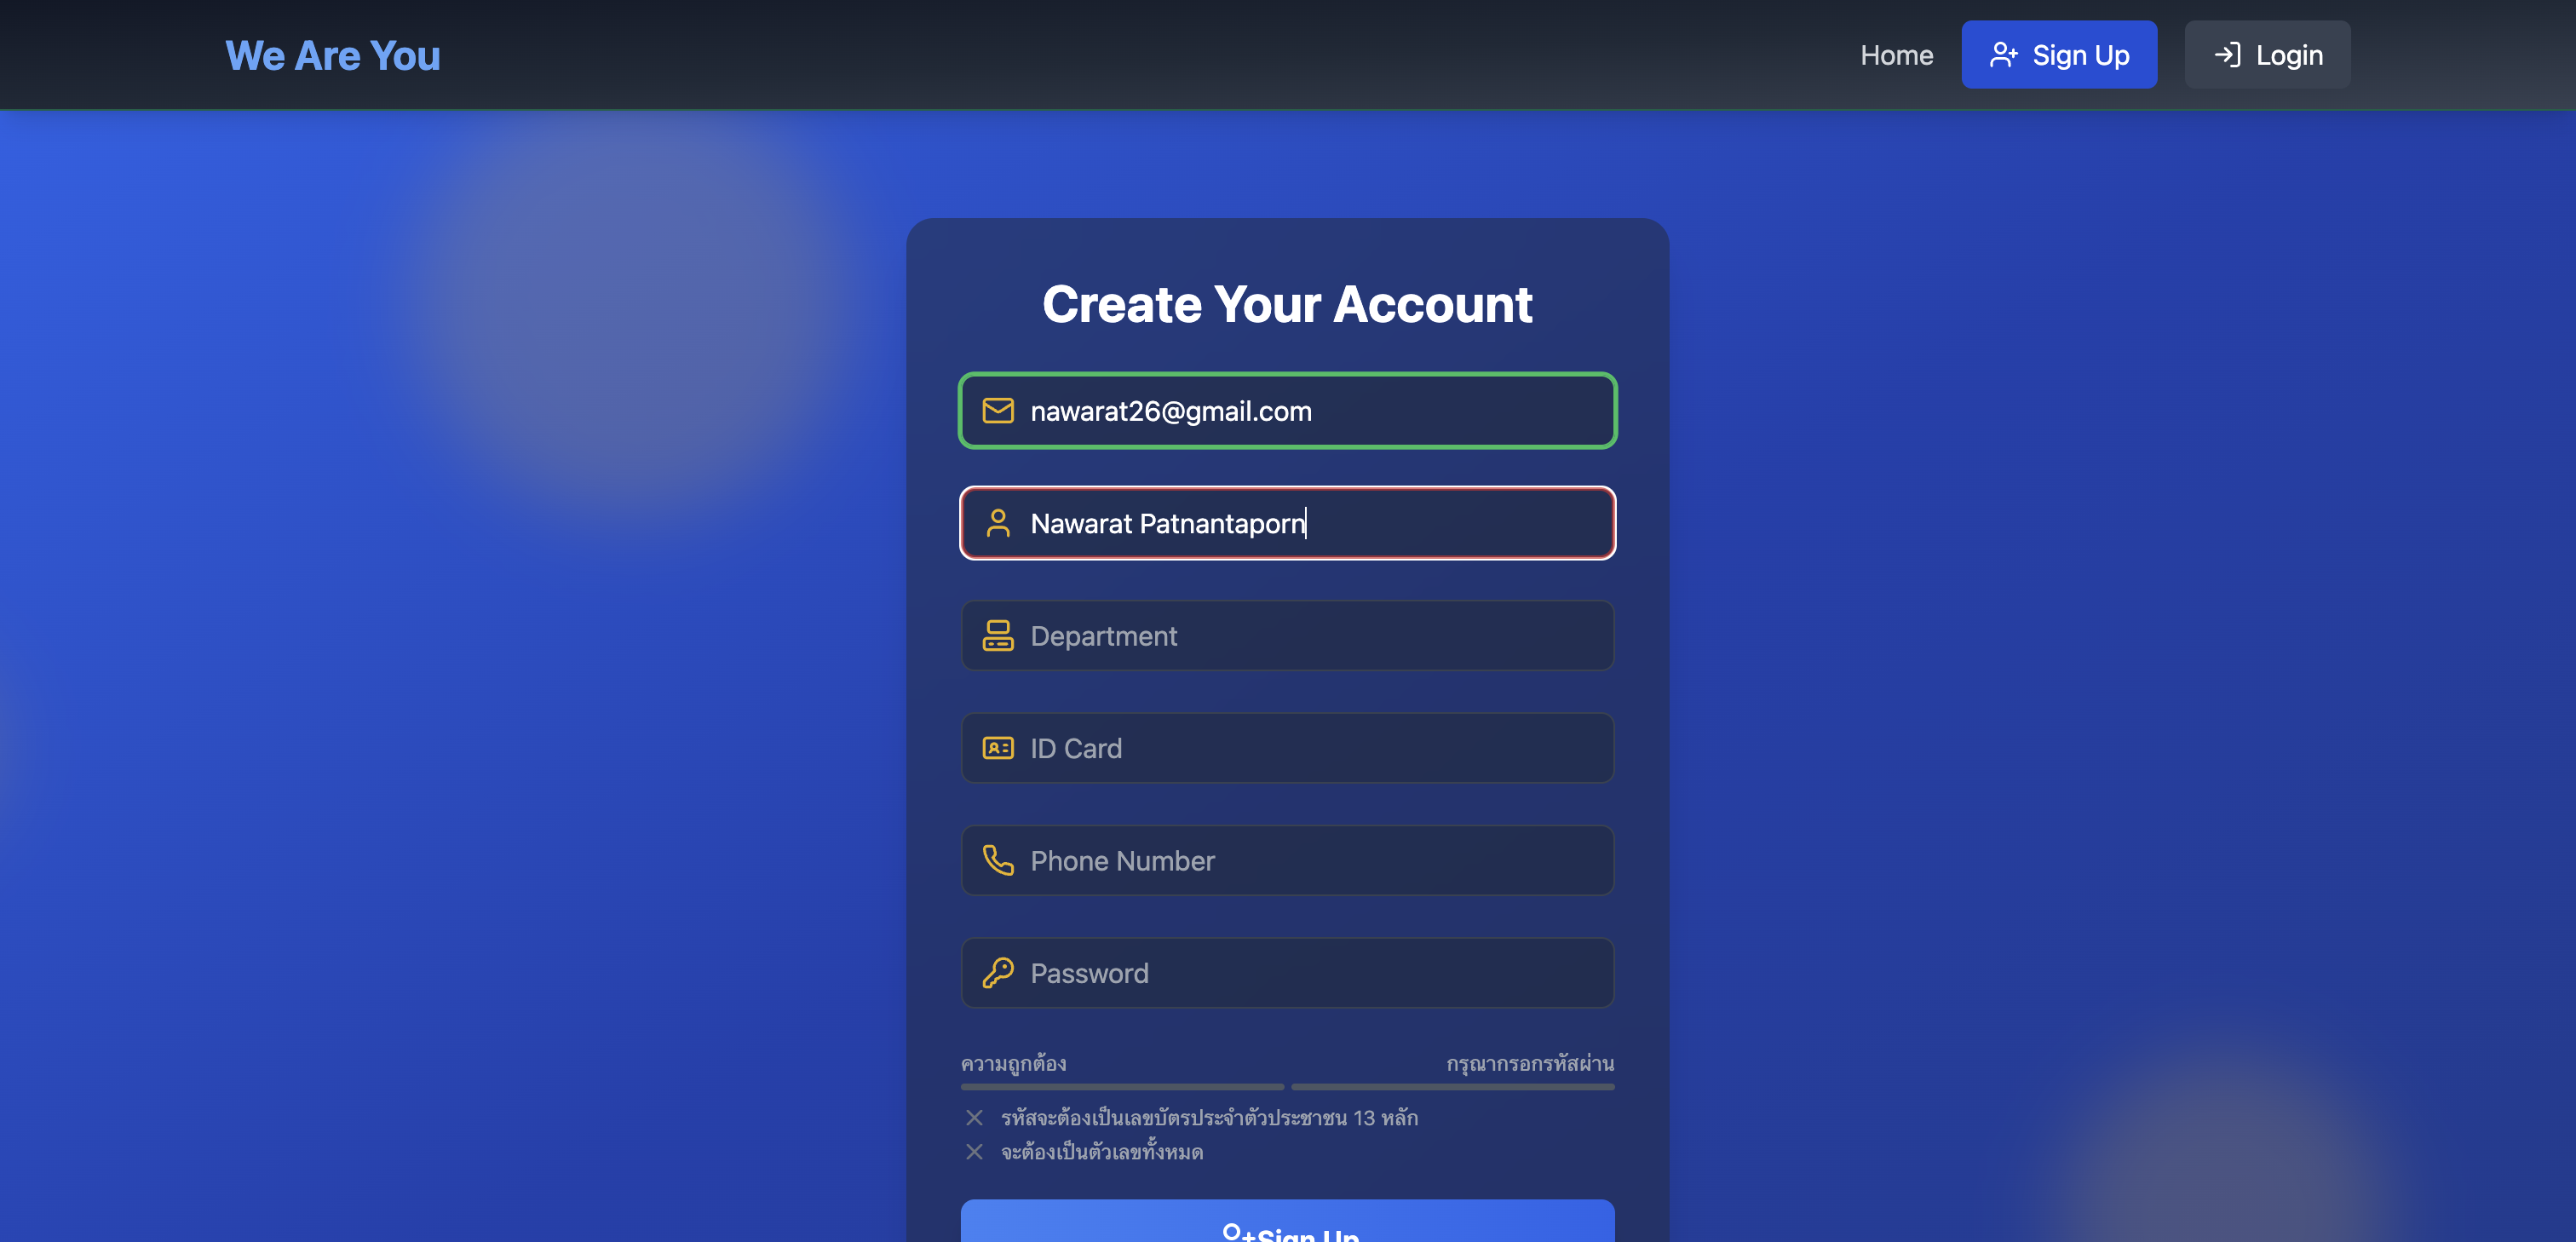 We Are You
Home
Sign Up
Login
Create Your Account
nawarat26@gmail.com
Nawarat Patnantaporn
Department
ID Card
Phone Number
Password
ความถูกต้อง
กรุณากรอกรหัสผ่าน
รหัสจะต้องเป็นเลขบัตรประจำตัวประชาชน 13 หลัก
จะต้องเป็นตัวเลขทั้งหมด
Sign Up